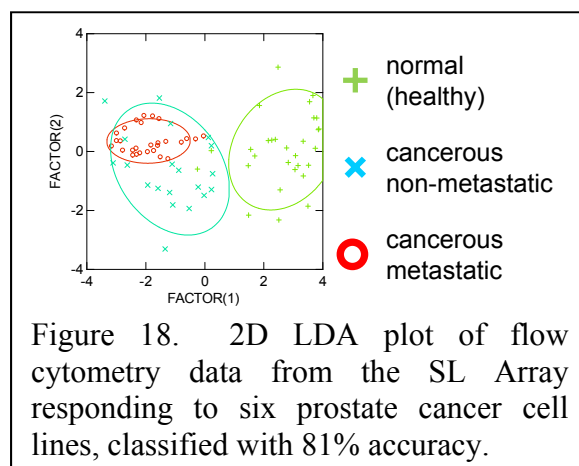 4
2
0
-2
-4
-4 -2 0 2 4
FACTOR(2)
FACTOR(1)
normal
(healthy)
cancerous
non-metastatic
cancerous
metastatic
Figure 18. 2D LDA plot of flow
cytometry data from the SL Array
responding to six prostate cancer cell
lines, classified with 81% accuracy.